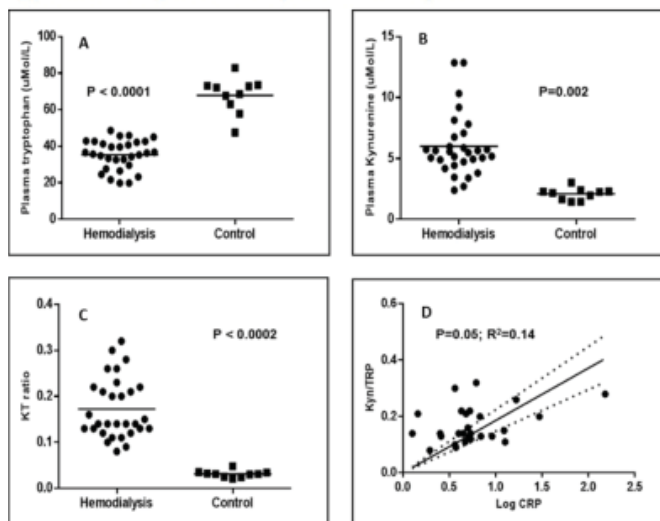 A
P < 0.0001
Plasma tryptophan (uMol/L)
100
80
60
40
20
0
Hemodialysis Control
B
P=0.002
Plasma Kynurenine (uMol/L)
15
10
5
0
Hemodialysis Control
C
P < 0.0002
KT ratio
0.4
0.3
0.2
0.1
0.0
Hemodialysis Control
D
P=0.05; R²=0.14
Kyn/TRP
0.6
0.4
0.2
0.0
0.0 0.5 1.0 1.5 2.0 2.5
Log CRP